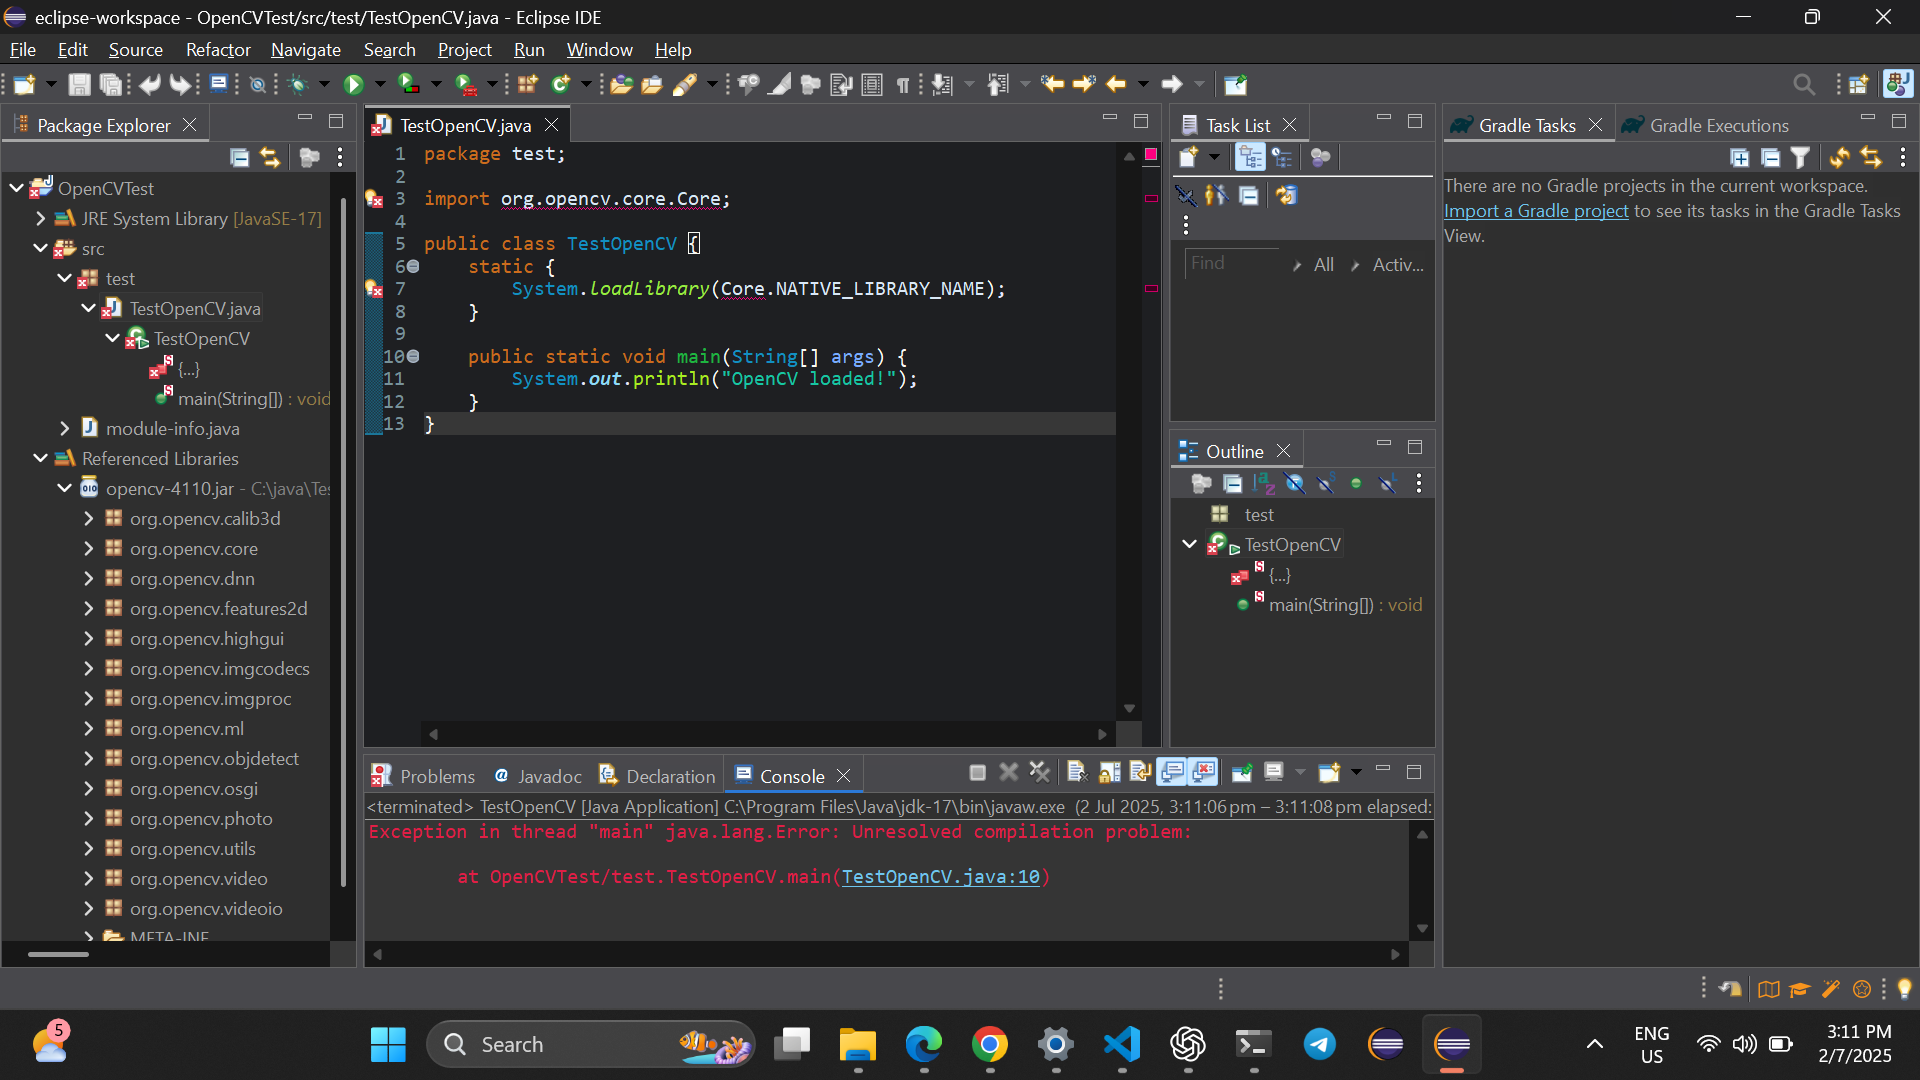 eclipse-workspace - OpenCVTest/src/test/TestOpenCV.java - Eclipse IDE
File Edit Source Refactor Navigate Search Project Run Window Help
Package Explorer
OpenCVTest
JRE System Library [JavaSE-17]
src
test
TestOpenCV.java
TestOpenCV
{...}
main(String[]) : void
module-info.java
Referenced Libraries
opencv-4110.jar - C:\java\Tes
org.opencv.calib3d
org.opencv.core
org.opencv.dnn
org.opencv.features2d
org.opencv.highgui
org.opencv.imgcodecs
org.opencv.imgproc
org.opencv.ml
org.opencv.objdetect
org.opencv.osgi
org.opencv.photo
org.opencv.utils
org.opencv.video
org.opencv.videoio
META-INF
TestOpenCV.java
1 package test;
2
3 import org.opencv.core.Core;
4
5 public class TestOpenCV {
6 static {
7 System.loadLibrary(Core.NATIVE_LIBRARY_NAME);
8 }
9
10 public static void main(String[] args) {
11 System.out.println("OpenCV loaded!");
12 }
13 }
Task List
Find All Activ...
Outline
test
TestOpenCV
{...}
main(String[]) : void
Gradle Tasks Gradle Executions
There are no Gradle projects in the current workspace.
Import a Gradle project to see its tasks in the Gradle Tasks
View.
Problems Javadoc Declaration Console
<terminated> TestOpenCV [Java Application] C:\Program Files\Java\jdk-17\bin\javaw.exe (2 Jul 2025, 3:11:06 pm – 3:11:08 pm elapsed:
Exception in thread "main" java.lang.Error: Unresolved compilation problem:
at OpenCVTest/test.TestOpenCV.main(TestOpenCV.java:10)
5
Search
ENG
US
3:11 PM
2/7/2025